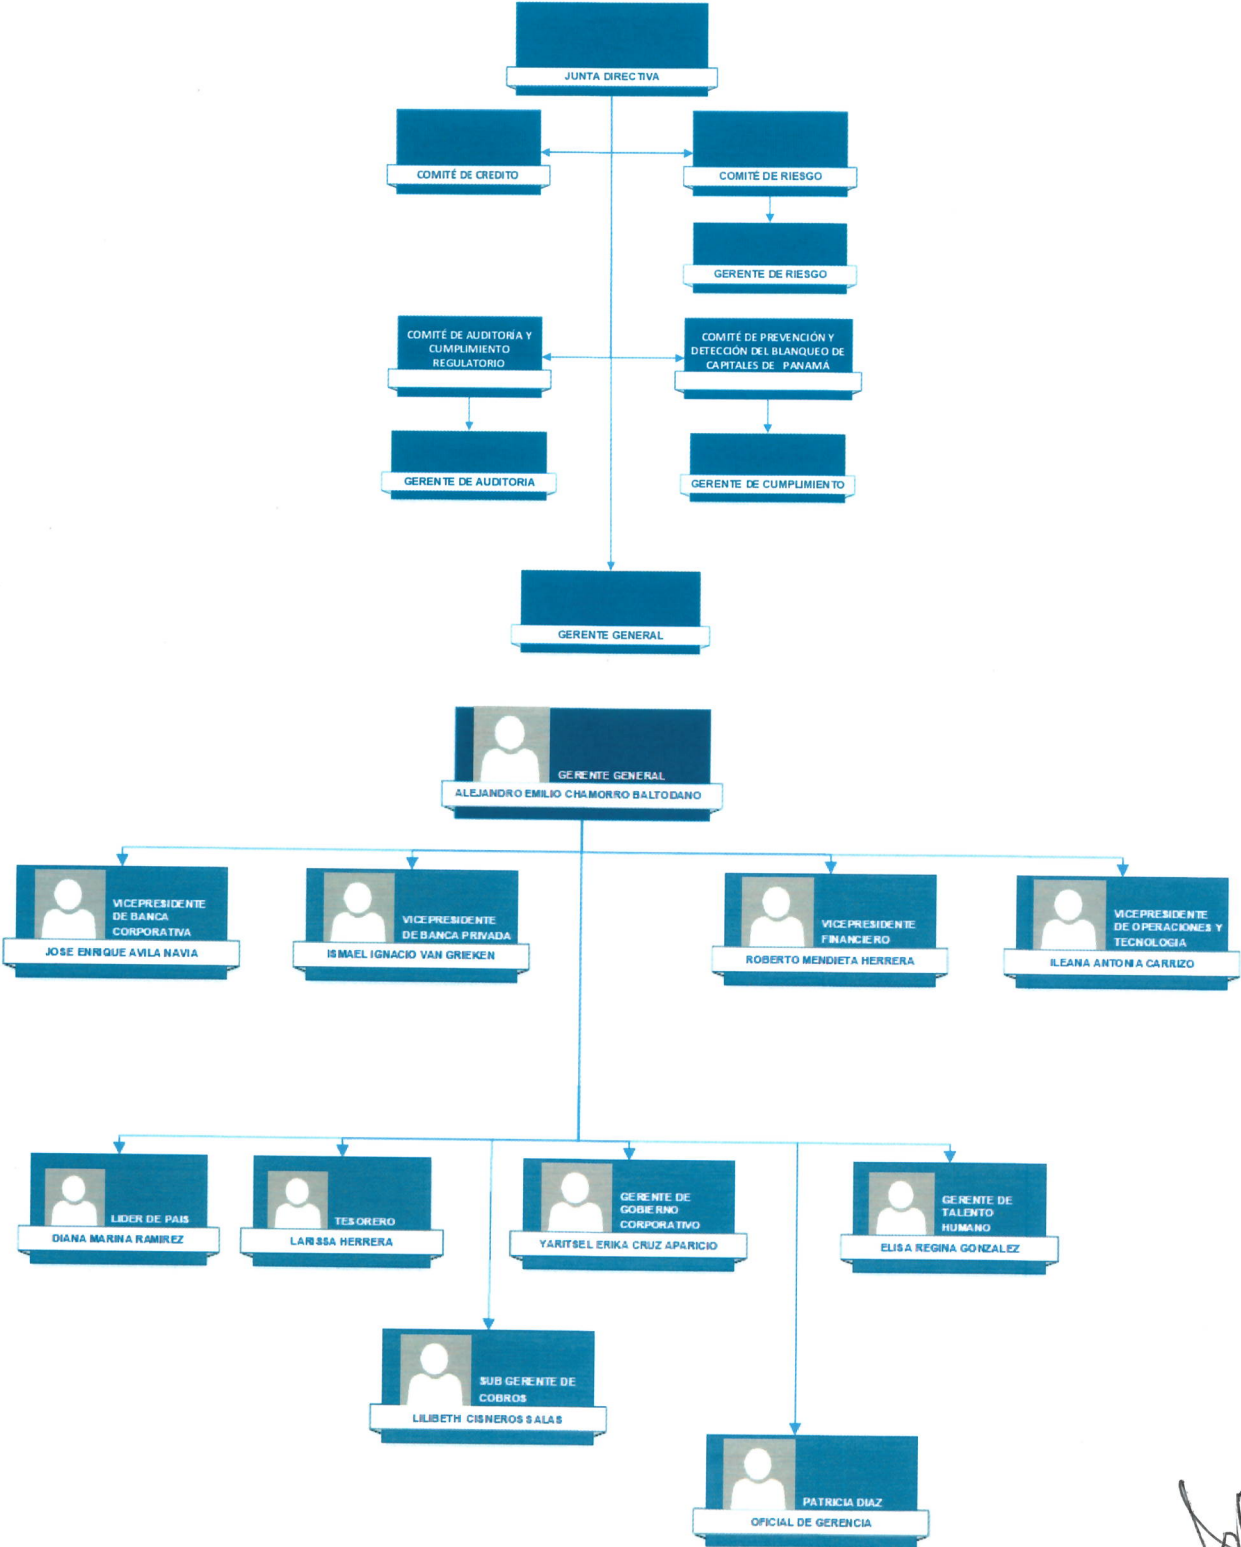 JUNTA DIRECTIVA
COMITÉ DE CREDITO
COMITÉ DE RIESGO
GERENTE DE RIESGO
COMITÉ DE AUDITORÍA Y
CUMPLIMIENTO
REGULATORIO
COMITÉ DE PREVENCIÓN Y
DETECCIÓN DEL BLANQUEO DE
CAPITALES DE PANAMÁ
GERENTE DE AUDITORIA
GERENTE DE CUMPLIMIENTO
GERENTE GENERAL
GERENTE GENERAL
ALEJANDRO EMILIO CHAMORRO BALTODANO
VICEPRESIDENTE
DE BANCA
CORPORATIVA
JOSE ENRIQUE AVILA NAVIA
VICEPRESIDENTE
DE BANCA PRIVADA
ISMAEL IGNACIO VAN GRIEKEN
VICEPRESIDENTE
FINANCIERO
ROBERTO MENDIETA HERRERA
VICEPRESIDENTE
DE OPERACIONES Y
TECNOLOGIA
ILEANA ANTONIA CARRIZO
LIDER DE PAIS
DIANA MARINA RAMIREZ
TESORERO
LARISSA HERRERA
GERENTE DE
GOBIERNO
CORPORATIVO
YARITSEL ERIKA CRUZ APARICIO
GERENTE DE
TALENTO
HUMANO
ELISA REGINA GONZALEZ
SUB GERENTE DE
COBROS
LILIBETH CISNEROS SALAS
PATRICIA DIAZ
OFICIAL DE GERENCIA